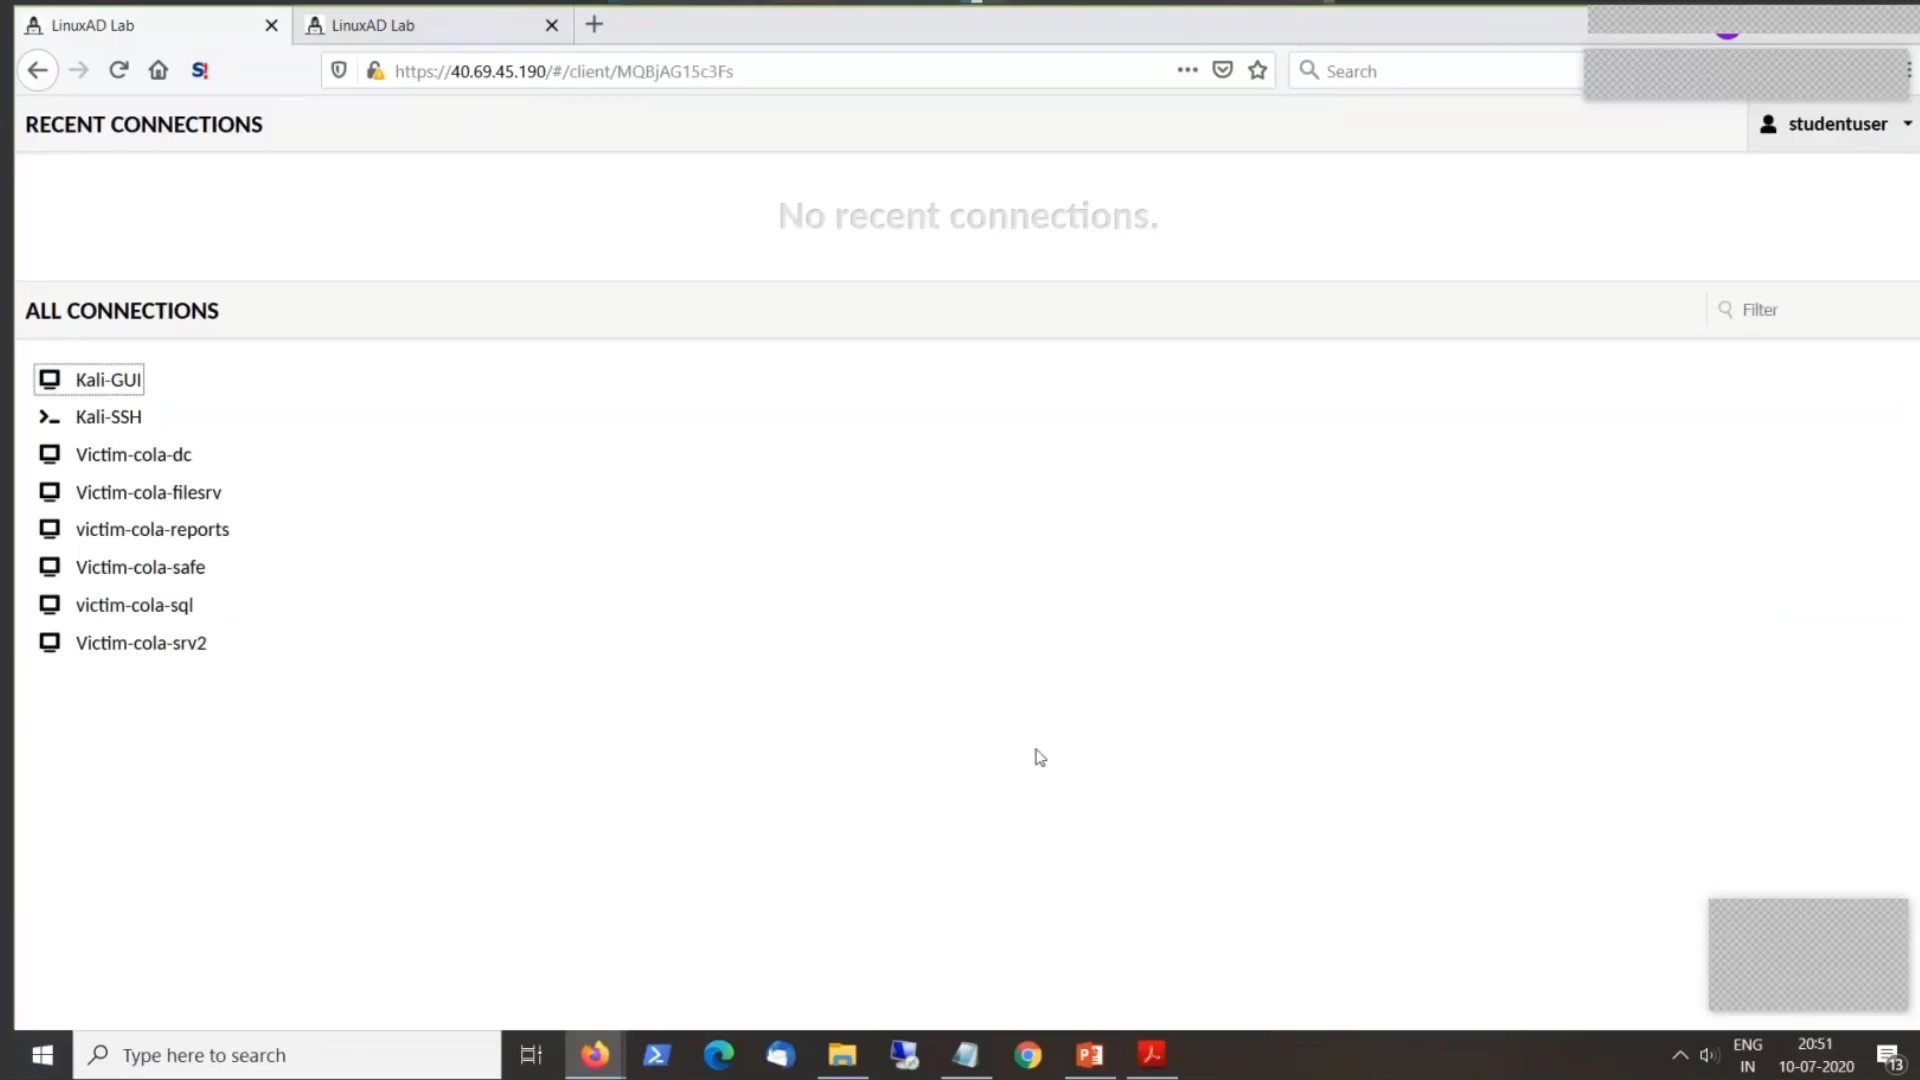 LinuxAD Lab
LinuxAD Lab
S!
https://40.69.45.190/#/client/MQBjAG15c3Fs
Search
RECENT CONNECTIONS
studentuser
No recent connections.
ALL CONNECTIONS
Filter
Kali-GUI
Kali-SSH
Victim-cola-dc
Victim-cola-filesrv
victim-cola-reports
Victim-cola-safe
victim-cola-sql
Victim-cola-srv2
Type here to search
ENG
IN
20:51
10-07-2020
13